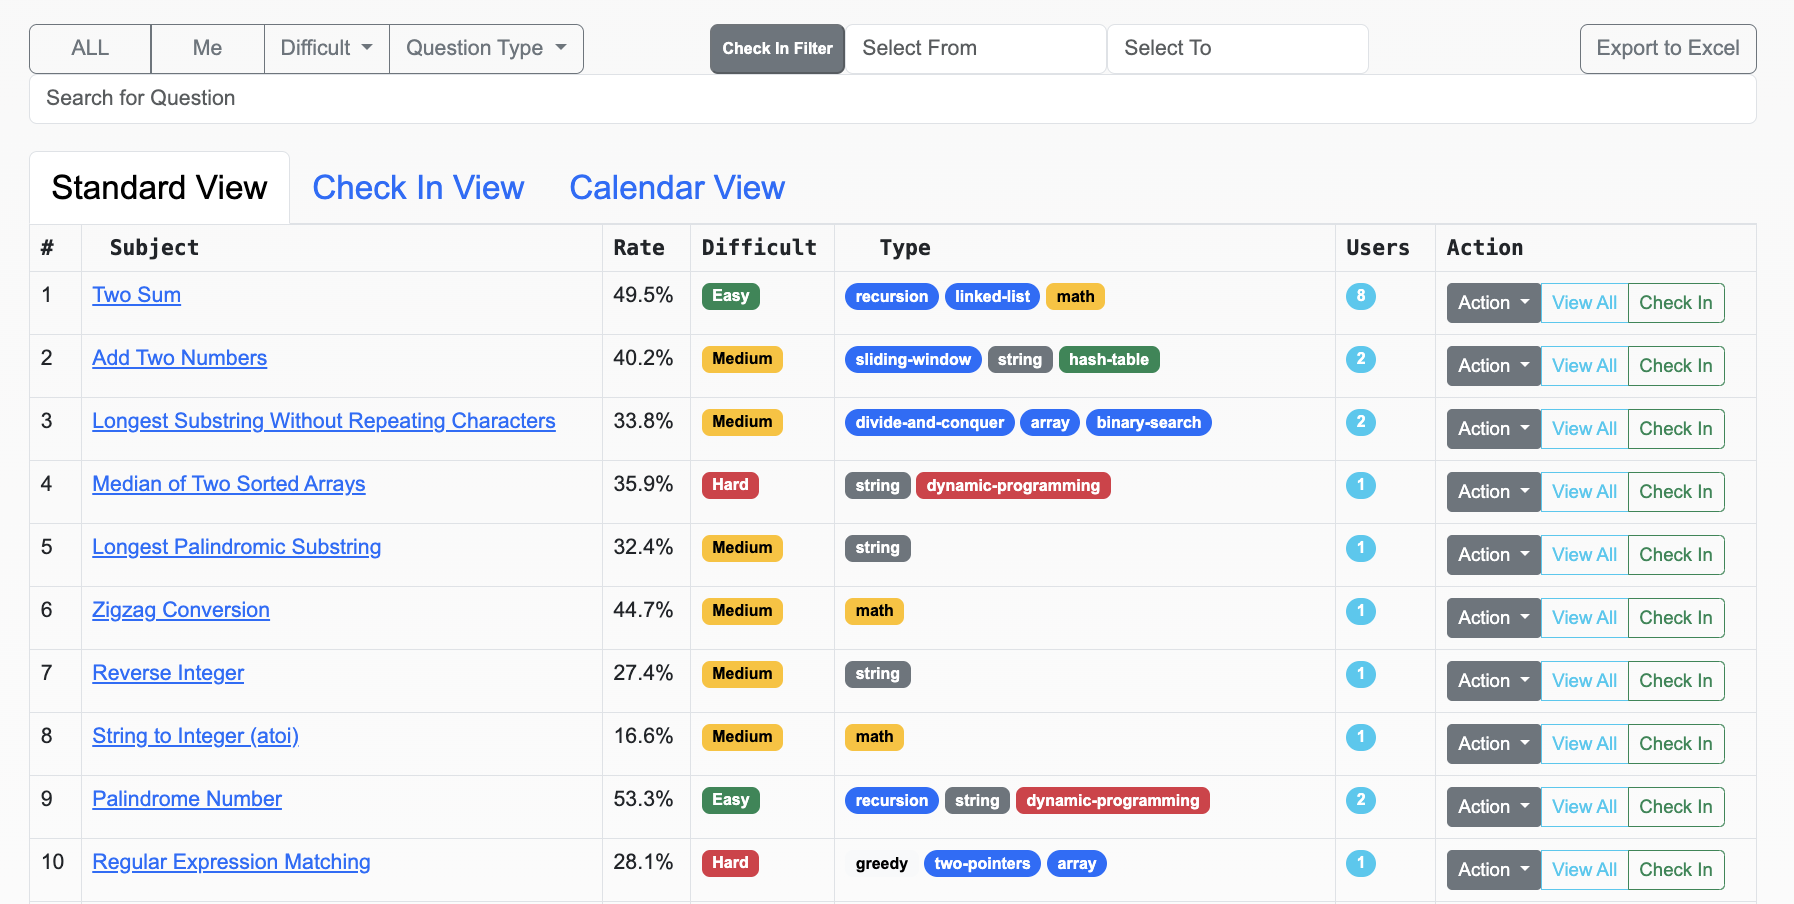 ALL Me Difficult Question Type Check In Filter Select From Select To Export to Excel
Search for Question
Standard View Check In View Calendar View
# Subject Rate Difficult Type Users Action
1 Two Sum 49.5% Easy recursion linked-list math 8 Action View All Check In
2 Add Two Numbers 40.2% Medium sliding-window string hash-table 2 Action View All Check In
3 Longest Substring Without Repeating Characters 33.8% Medium divide-and-conquer array binary-search 2 Action View All Check In
4 Median of Two Sorted Arrays 35.9% Hard string dynamic-programming 1 Action View All Check In
5 Longest Palindromic Substring 32.4% Medium string 1 Action View All Check In
6 Zigzag Conversion 44.7% Medium math 1 Action View All Check In
7 Reverse Integer 27.4% Medium string 1 Action View All Check In
8 String to Integer (atoi) 16.6% Medium math 1 Action View All Check In
9 Palindrome Number 53.3% Easy recursion string dynamic-programming 2 Action View All Check In
10 Regular Expression Matching 28.1% Hard greedy two-pointers array 1 Action View All Check In